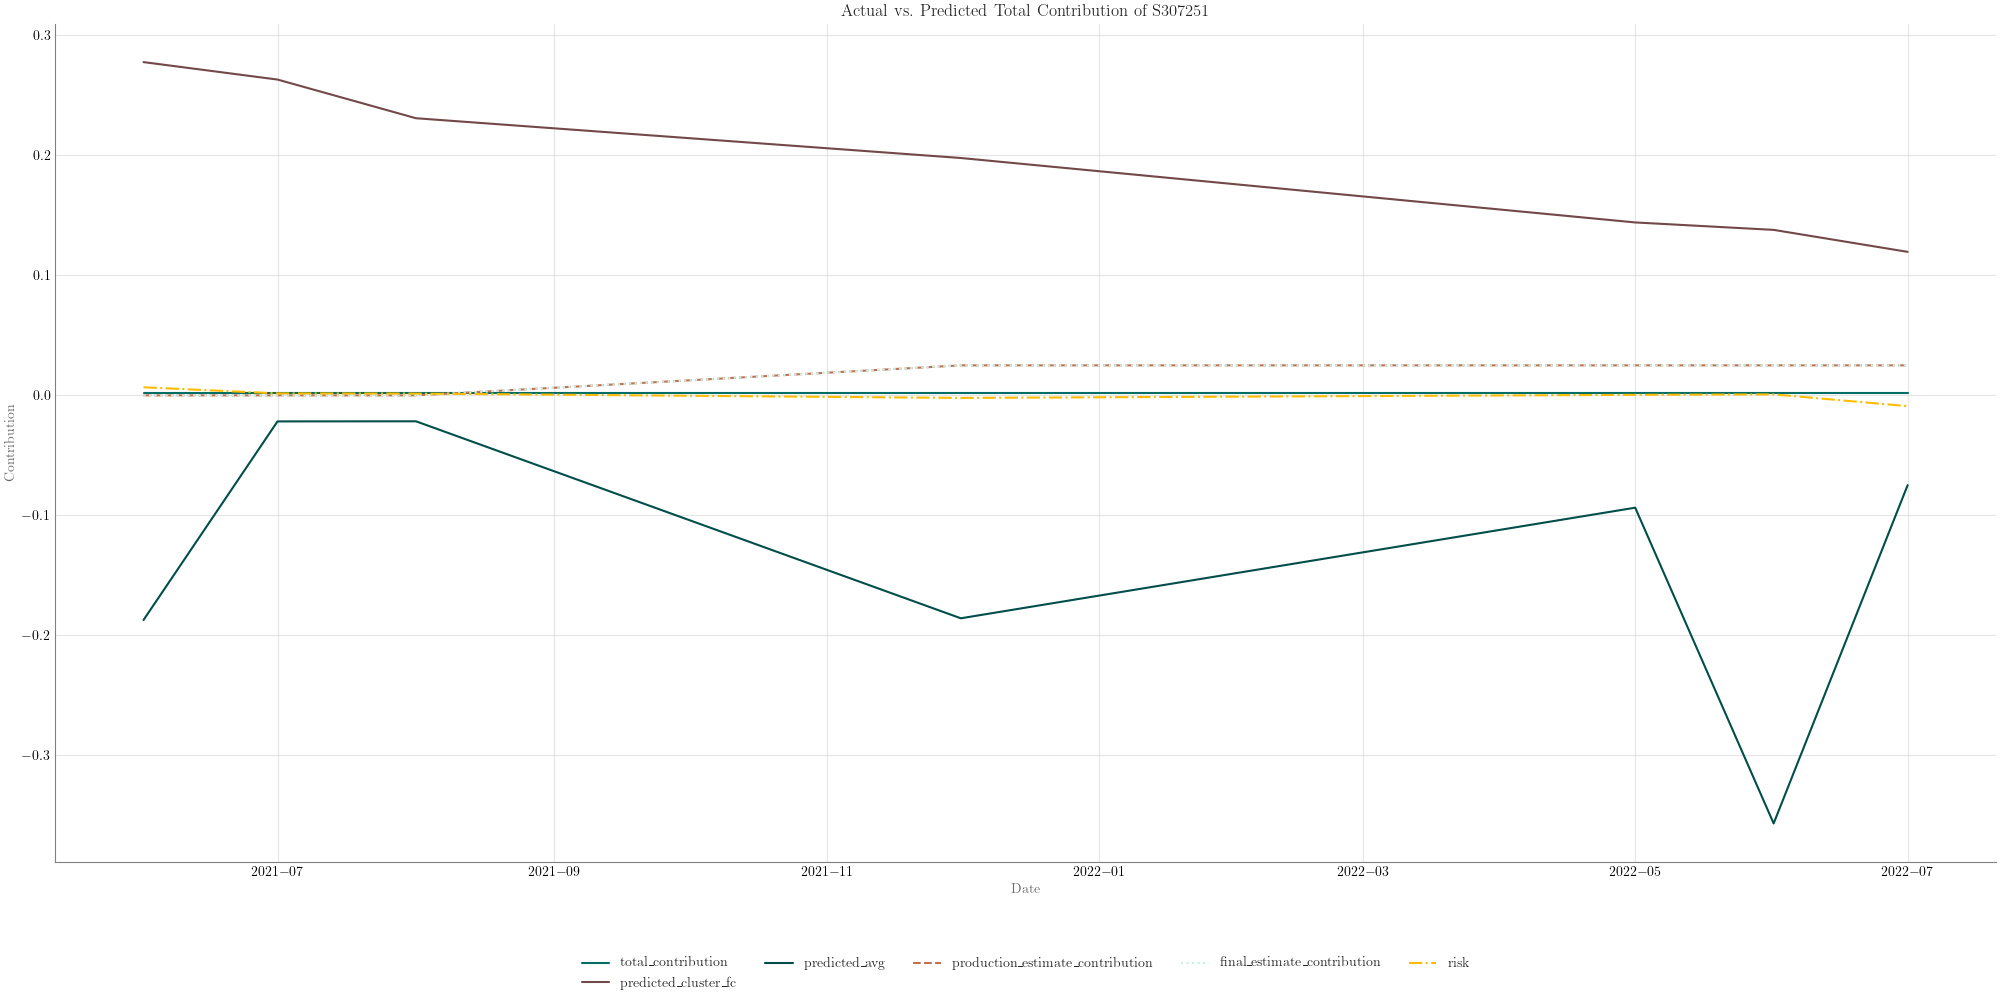 Actual vs. Predicted Total Contribution of S307251
0.3
0.2
0.1
0.0
−0.1
−0.2
−0.3
Contribution
2021−07 2021−09 2021−11 2022−01 2022−03 2022−05 2022−07
Date
total_contribution predicted_avg production_estimate_contribution final_estimate_contribution risk
predicted_cluster_fc